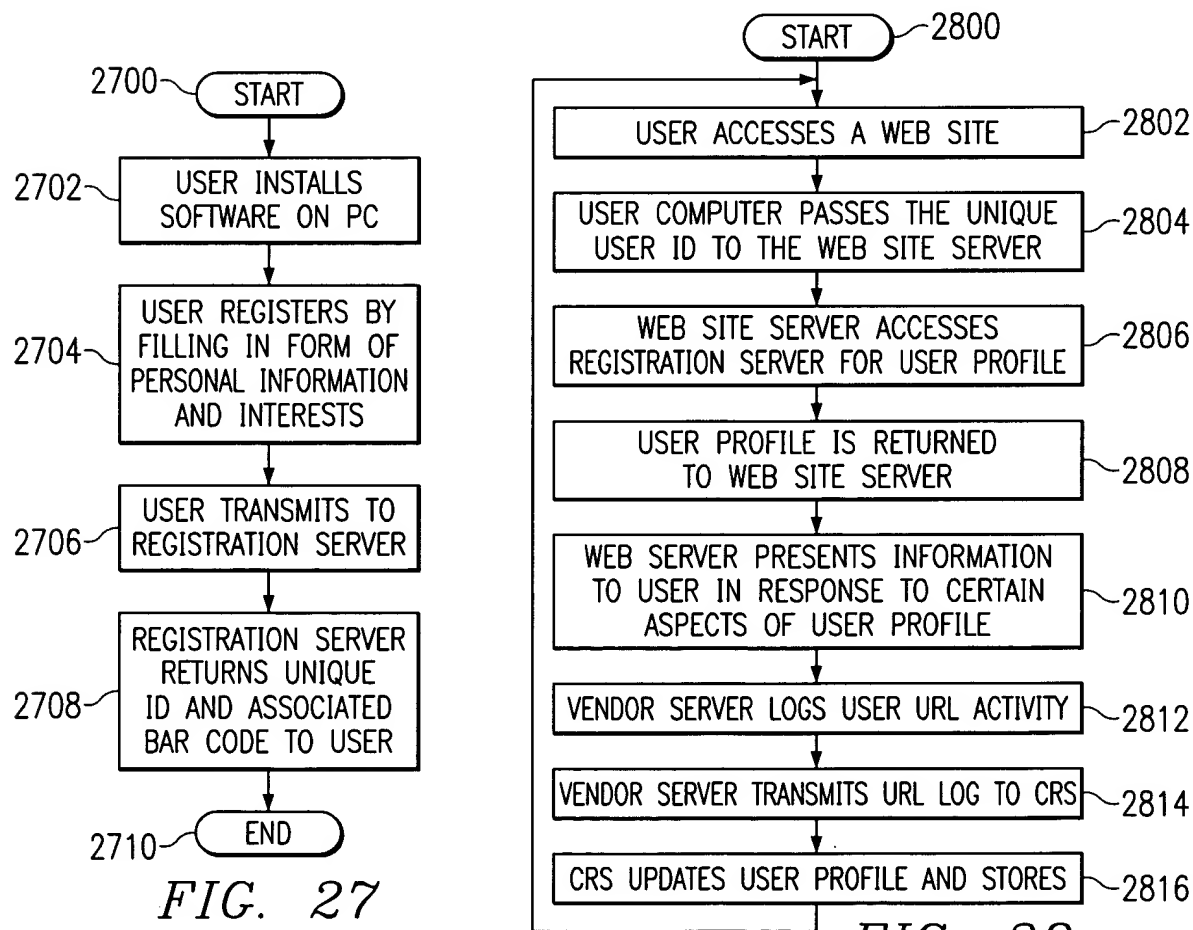 2700
START
2702
USER INSTALLS
SOFTWARE ON PC
2704
USER REGISTERS BY
FILLING IN FORM OF
PERSONAL INFORMATION
AND INTERESTS
2706
USER TRANSMITS TO
REGISTRATION SERVER
2708
REGISTRATION SERVER
RETURNS UNIQUE
ID AND ASSOCIATED
BAR CODE TO USER
2710
END
FIG. 27
START
2800
USER ACCESSES A WEB SITE
2802
USER COMPUTER PASSES THE UNIQUE
USER ID TO THE WEB SITE SERVER
2804
WEB SITE SERVER ACCESSES
REGISTRATION SERVER FOR USER PROFILE
2806
USER PROFILE IS RETURNED
TO WEB SITE SERVER
2808
WEB SERVER PRESENTS INFORMATION
TO USER IN RESPONSE TO CERTAIN
ASPECTS OF USER PROFILE
2810
VENDOR SERVER LOGS USER URL ACTIVITY
2812
VENDOR SERVER TRANSMITS URL LOG TO CRS
2814
CRS UPDATES USER PROFILE AND STORES
2816
FIG.